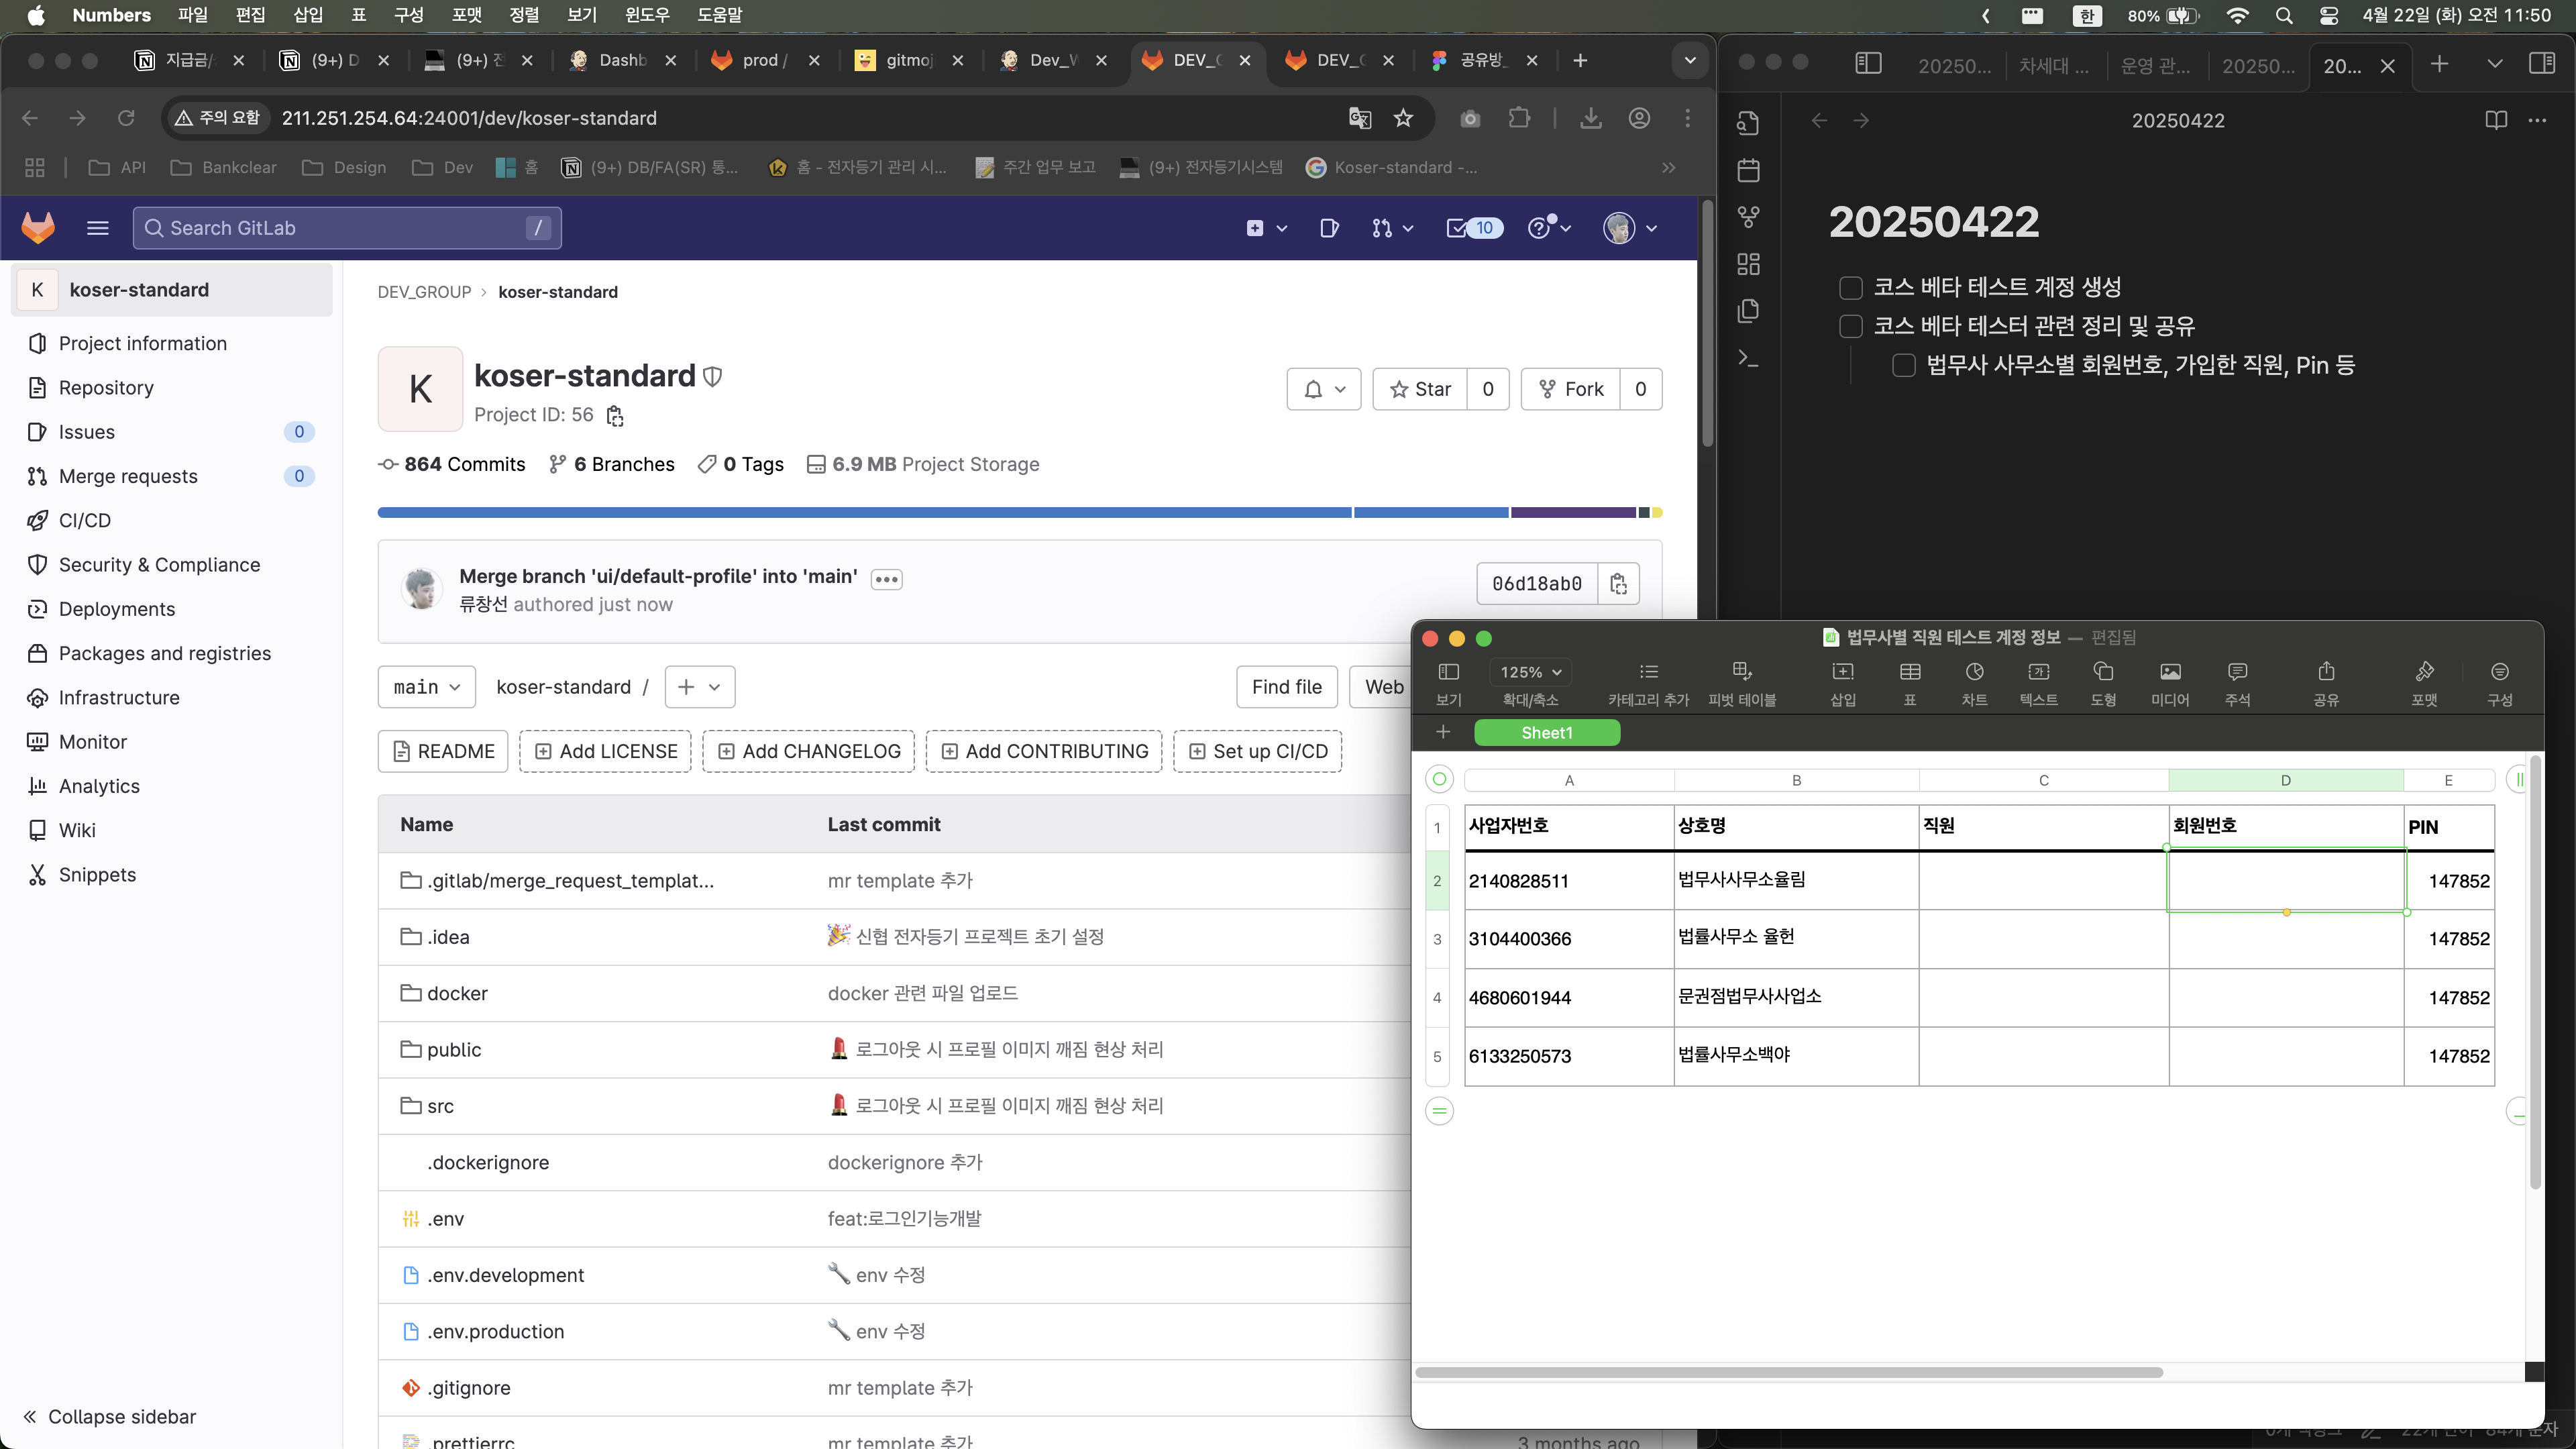 Numbers 파일 편집 삽입 표 구성 포맷 정렬 보기 윈도우 도움말
한 80% 4월 22일 (화) 오전 11:50
지급금/ (9+) D (9+) 전 Dashb prod / gitmoj Dev_W DEV_G DEV_G 공유방_
주의 요함 211.251.254.64:24001/dev/koser-standard
API Bankclear Design Dev 홈 (9+) DB/FA(SR) 통... 홈 - 전자등기 관리 시... 주간 업무 보고 (9+) 전자등기시스템 Koser-standard -...
Search GitLab /
10
K koser-standard
Project information
Repository
Issues 0
Merge requests 0
CI/CD
Security & Compliance
Deployments
Packages and registries
Infrastructure
Monitor
Analytics
Wiki
Snippets
Collapse sidebar
DEV_GROUP > koser-standard
K
koser-standard
Project ID: 56
Star 0 Fork 0
864 Commits 6 Branches 0 Tags 6.9 MB Project Storage
Merge branch 'ui/default-profile' into 'main'
류창선 authored just now
06d18ab0
main koser-standard / + Find file Web
README Add LICENSE Add CHANGELOG Add CONTRIBUTING Set up CI/CD
Name Last commit
.gitlab/merge_request_templat... mr template 추가
.idea 신협 전자등기 프로젝트 초기 설정
docker docker 관련 파일 업로드
public 로그아웃 시 프로필 이미지 깨짐 현상 처리
src 로그아웃 시 프로필 이미지 깨짐 현상 처리
.dockerignore dockerignore 추가
.env feat:로그인기능개발
.env.development env 수정
.env.production env 수정
.gitignore mr template 추가
.prettierrc mr template 추가 3 months ago
20250... 차세대 ... 운영 관... 20250... 20...
20250422
20250422
코스 베타 테스트 계정 생성
코스 베타 테스터 관련 정리 및 공유
법무사 사무소별 회원번호, 가입한 직원, Pin 등
법무사별 직원 테스트 계정 정보 — 편집됨
125%
보기 확대/축소 카테고리 추가 피벗 테이블 삽입 표 차트 텍스트 도형 미디어 주석 공유 포맷 구성
Sheet1
A B C D E
1 사업자번호 상호명 직원 회원번호 PIN
2 2140828511 법무사사무소율림 147852
3 3104400366 법률사무소 율헌 147852
4 4680601944 문권점법무사사업소 147852
5 6133250573 법률사무소백야 147852